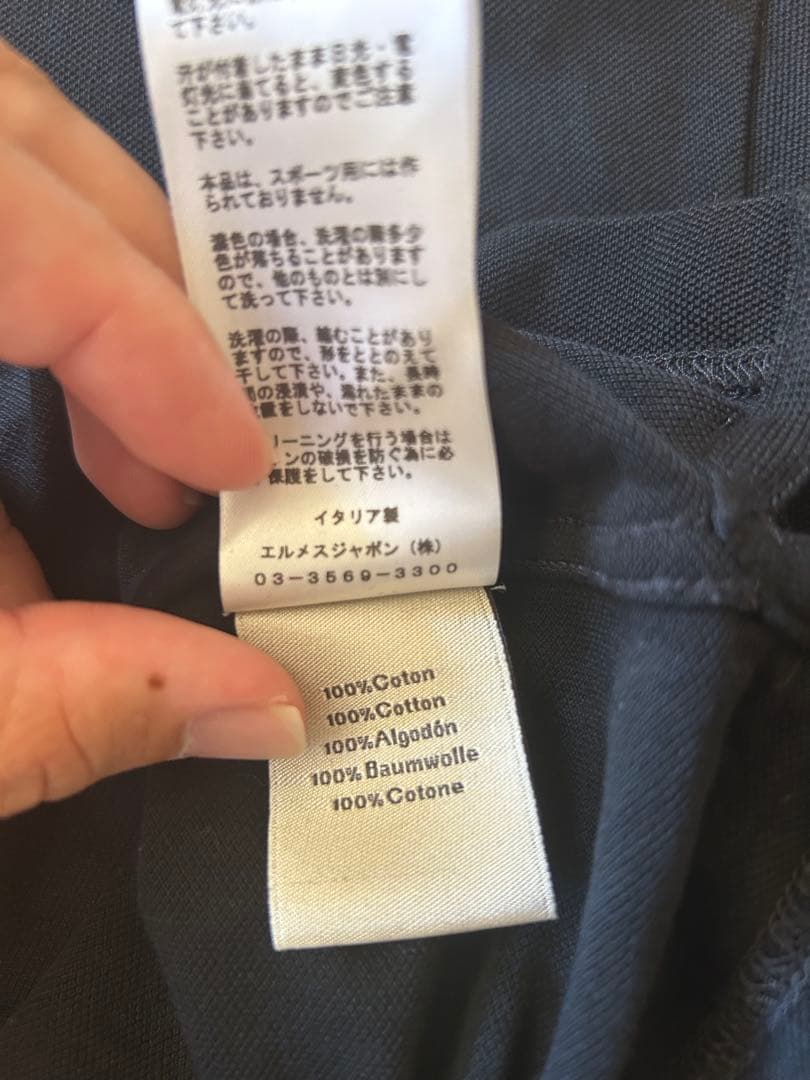 て下さい。
汗が付着したまま日光・電
灯光に当てると、変色する
ことがありますのでご注意
下さい。
本品は、スポーツ用には作
られておりません。
濃色の場合、洗濯の際多少
色が落ちることがあります
ので、他のものとは別にし
て洗って下さい。
洗濯の際、縮むことがあり
ますので、形をととのえて
干して下さい。また、長時
の浸漬や、濡れたままの
置をしないで下さい。
リーニングを行う場合は
ンの破損を防ぐ為に必
保護をして下さい。
イタリア製
エルメスジャポン(株)
03-3569-3300
100%Coton
100%Cotton
100%Algodón
100%Baumwolle
100%Cotone